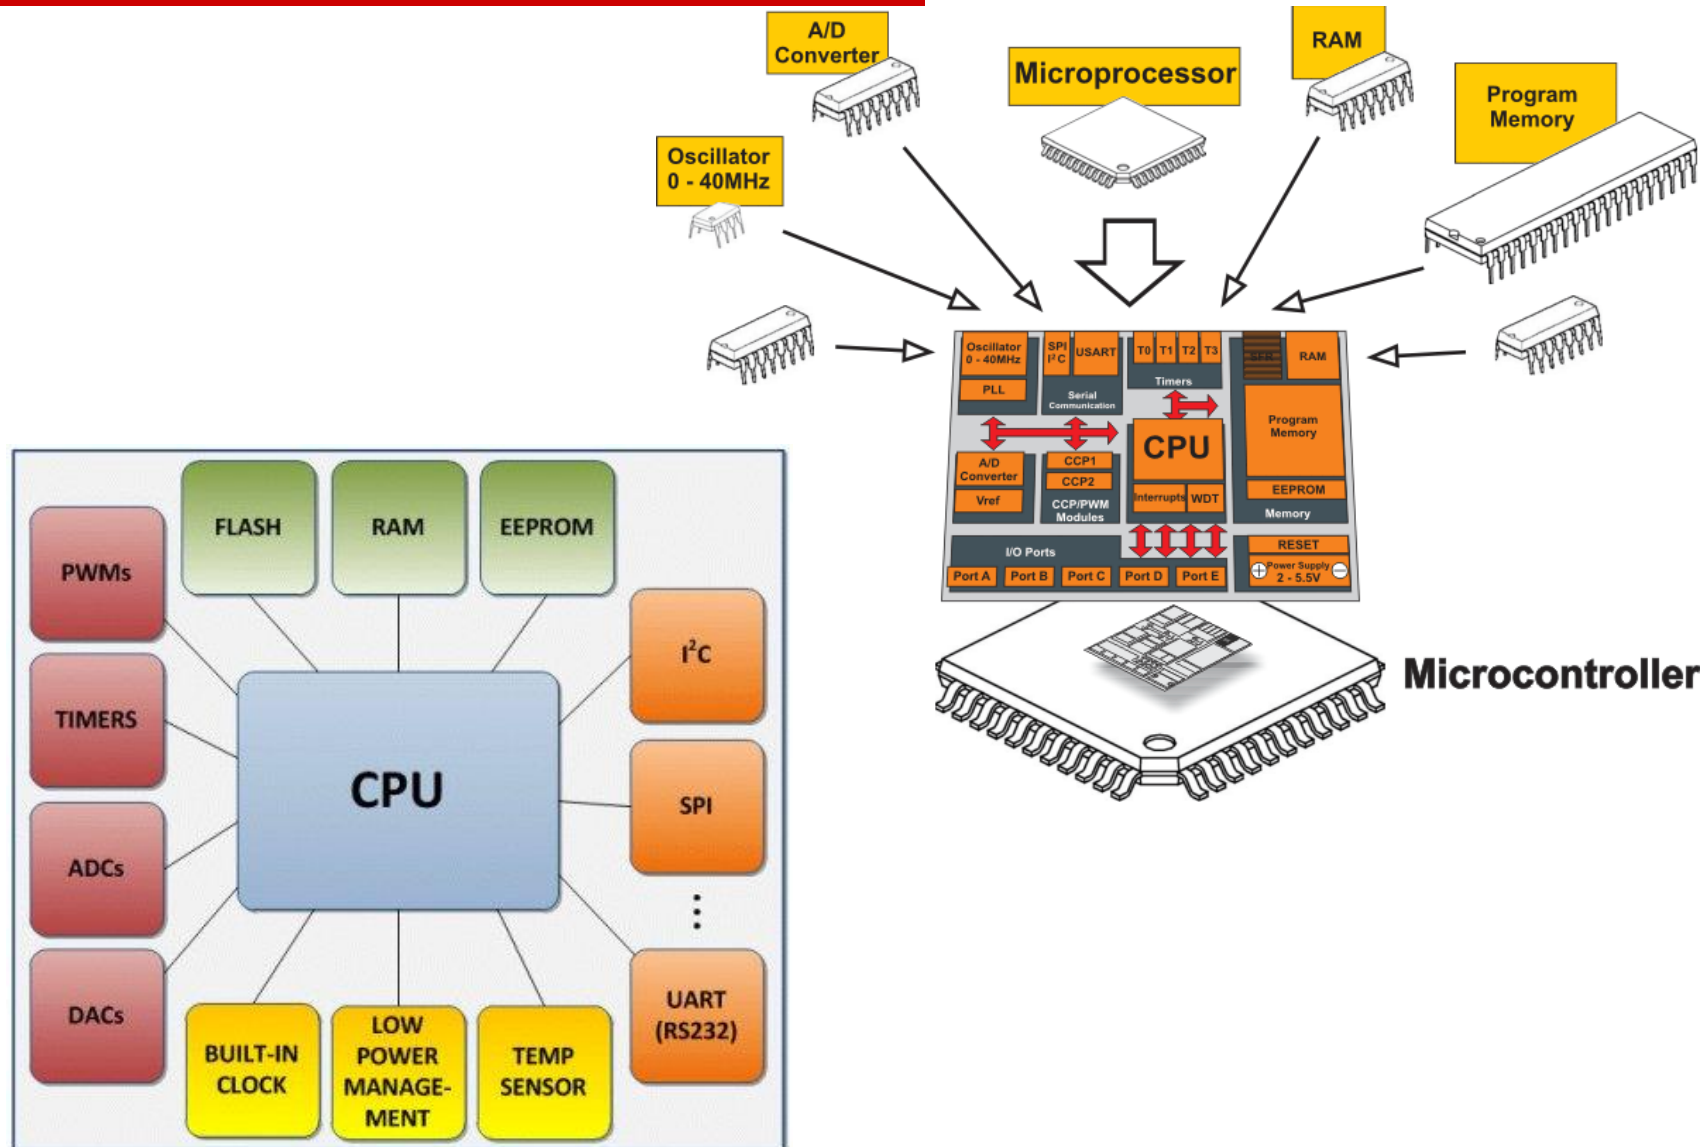 A/D
Converter
Microprocessor
RAM
Program
Memory
Oscillator
0 - 40MHz
Oscillator
0 - 40MHz
PLL
SPI
I²C
USART
Serial
Communication
T0 T1 T2 T3
Timers
SFR
RAM
Program
Memory
EEPROM
Memory
CPU
Interrupts WDT
A/D
Converter
Vref
CCP1
CCP2
CCP/PWM
Modules
I/O Ports
Port A Port B Port C Port D Port E
RESET
Power Supply
2 - 5.5V
Microcontroller
FLASH
RAM
EEPROM
PWMs
TIMERS
ADCs
DACs
CPU
I²C
SPI
⋮
UART
(RS232)
BUILT-IN
CLOCK
LOW
POWER
MANAGE-
MENT
TEMP
SENSOR